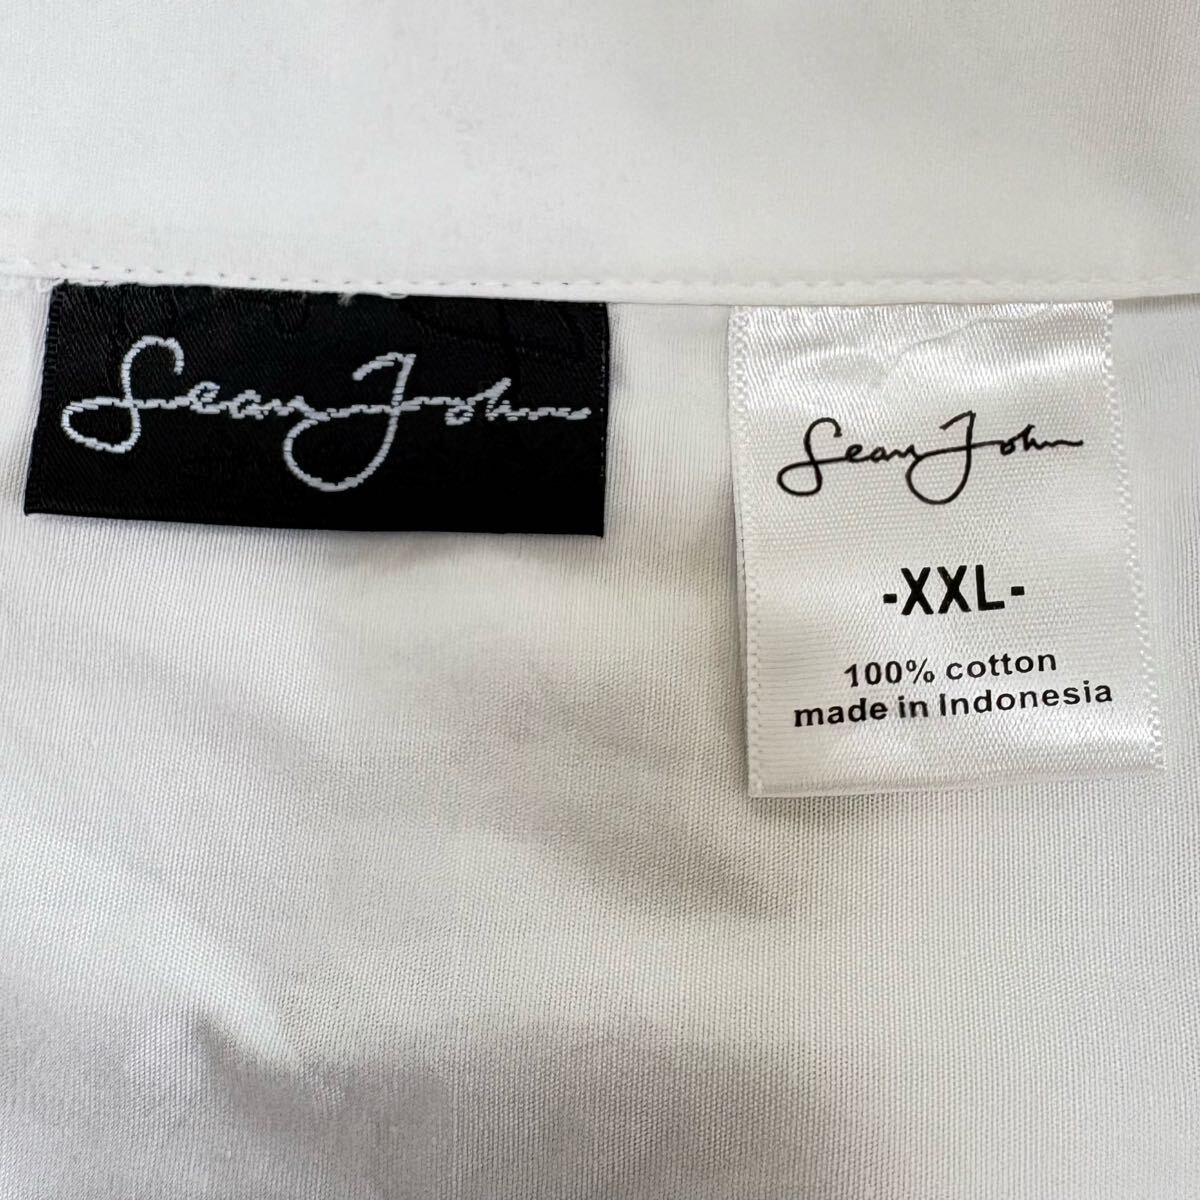 Sean John
Sean John
-XXL-
100% cotton
made in Indonesia